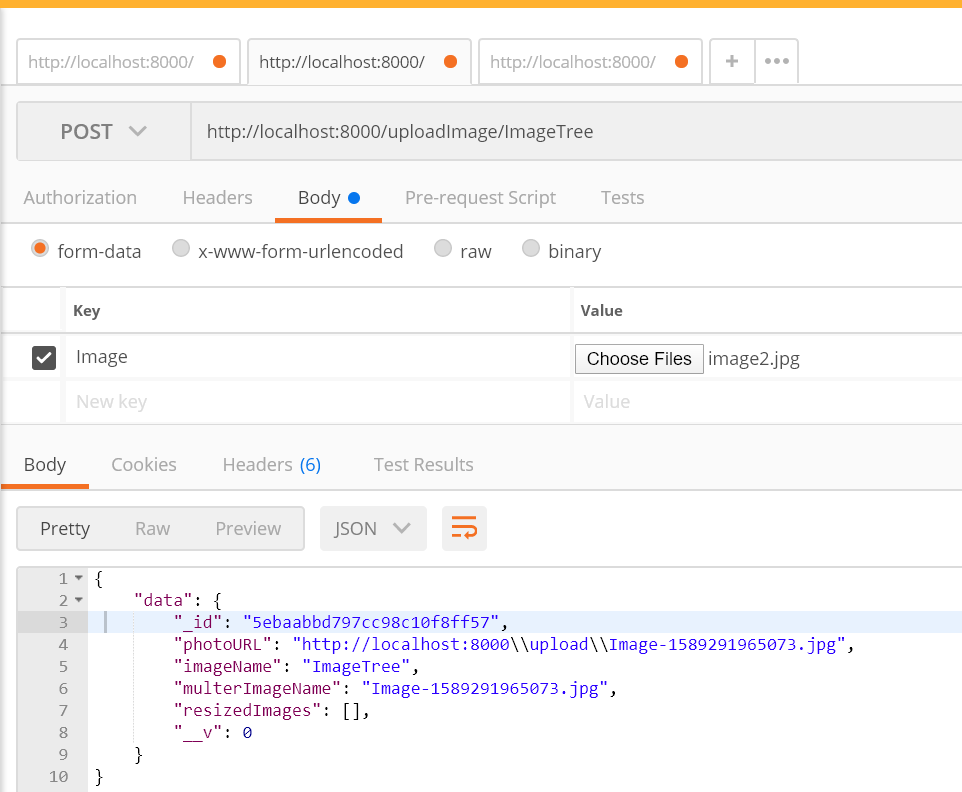 http://localhost:8000/ http://localhost:8000/ http://localhost:8000/ + •••
POST http://localhost:8000/uploadImage/ImageTree
Authorization Headers Body Pre-request Script Tests
form-data x-www-form-urlencoded raw binary
Key Value
Image Choose Files image2.jpg
New key Value
Body Cookies Headers (6) Test Results
Pretty Raw Preview JSON
1 {
2 "data": {
3 "_id": "5ebaabbd797cc98c10f8ff57",
4 "photoURL": "http://localhost:8000\\upload\\Image-1589291965073.jpg",
5 "imageName": "ImageTree",
6 "multerImageName": "Image-1589291965073.jpg",
7 "resizedImages": [],
8 "__v": 0
9 }
10 }